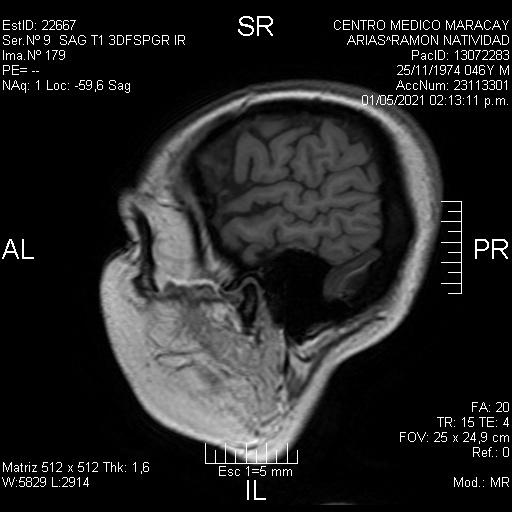 EstID: 22667
Ser.Nº 9  SAG T1 3DFSPGR IR
Ima.Nº 179
PE= --
NAq: 1 Loc: -59,6 Sag
SR
CENTRO MEDICO MARACAY
ARIAS^RAMON NATIVIDAD
PacID: 13072283
25/11/1974 046Y M
AccNum: 23113301
01/05/2021 02:13:11 p.m.
AL
PR
FA: 20
TR: 15 TE: 4
FOV: 25 x 24,9 cm
Ref.: 0
Matriz 512 x 512 Thk: 1,6
W:5829 L:2914
Esc 1=5 mm
IL
Mod.: MR